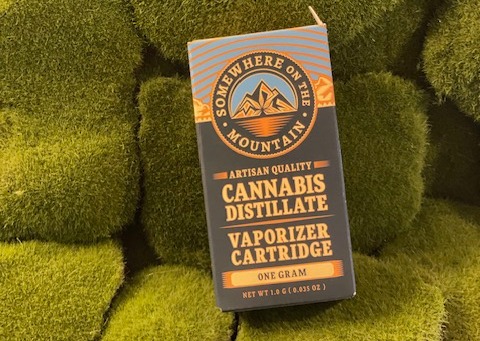 SOMEWHERE ON THE
MOUNTAIN
ARTISAN QUALITY
CANNABIS
DISTILLATE
VAPORIZER
CARTRIDGE
ONE GRAM
NET WT 1.0 G (0.035 OZ)